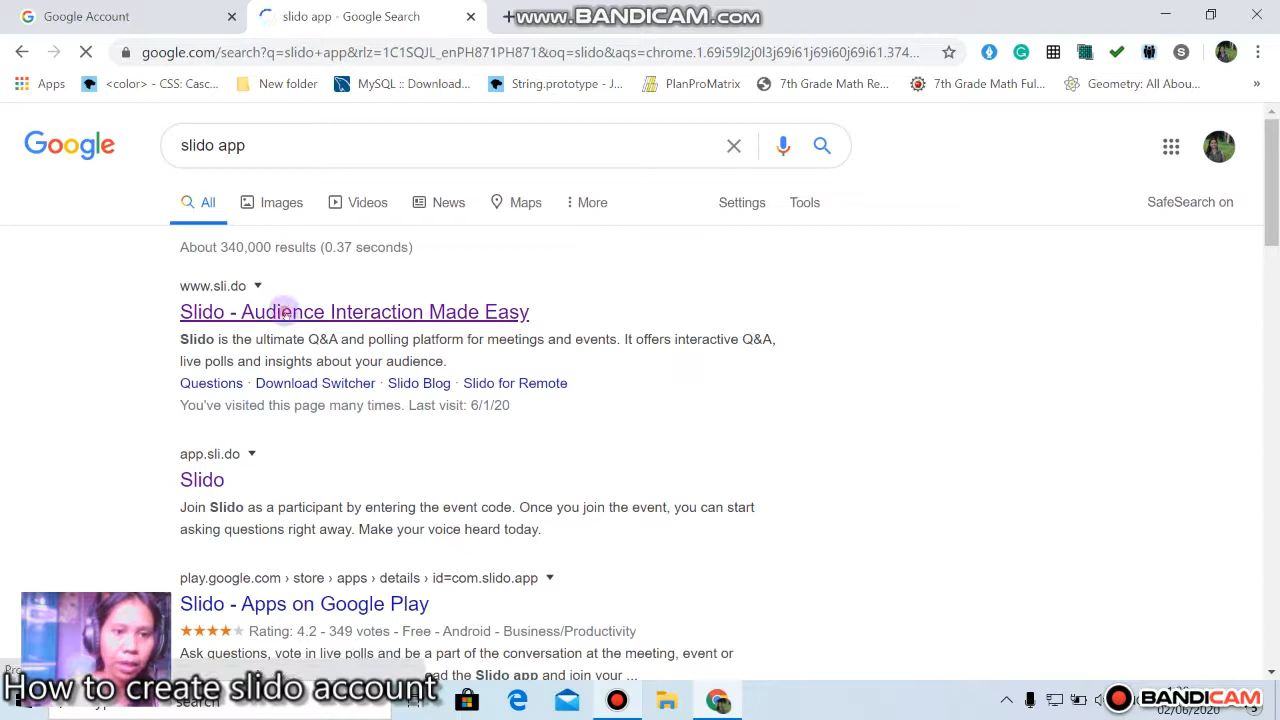 Google Account
slido app - Google Search
www.BANDICAM.com
google.com/search?q=slido+app&rlz=1C1SQJL_enPH871PH871&oq=slido&aqs=chrome.1.69i59l2j0l3j69i61j69i60j69i61.374...
Apps
<color> - CSS: Casc...
New folder
MySQL :: Download...
String.prototype - J...
PlanProMatrix
7th Grade Math Re...
7th Grade Math Ful...
Geometry: All Abou...
Google
slido app
All
Images
Videos
News
Maps
More
Settings
Tools
SafeSearch on
About 340,000 results (0.37 seconds)
www.sli.do
Slido - Audience Interaction Made Easy
Slido is the ultimate Q&A and polling platform for meetings and events. It offers interactive Q&A,
live polls and insights about your audience.
Questions · Download Switcher · Slido Blog · Slido for Remote
You've visited this page many times. Last visit: 6/1/20
app.sli.do
Slido
Join Slido as a participant by entering the event code. Once you join the event, you can start
asking questions right away. Make your voice heard today.
play.google.com › store › apps › details › id=com.slido.app
Slido - Apps on Google Play
Rating: 4.2 - 349 votes - Free - Android - Business/Productivity
Ask questions, vote in live polls and be a part of the conversation at the meeting, event or
the Slido app and join your ...
How to create slido account
search
02/06/2020
BANDICAM